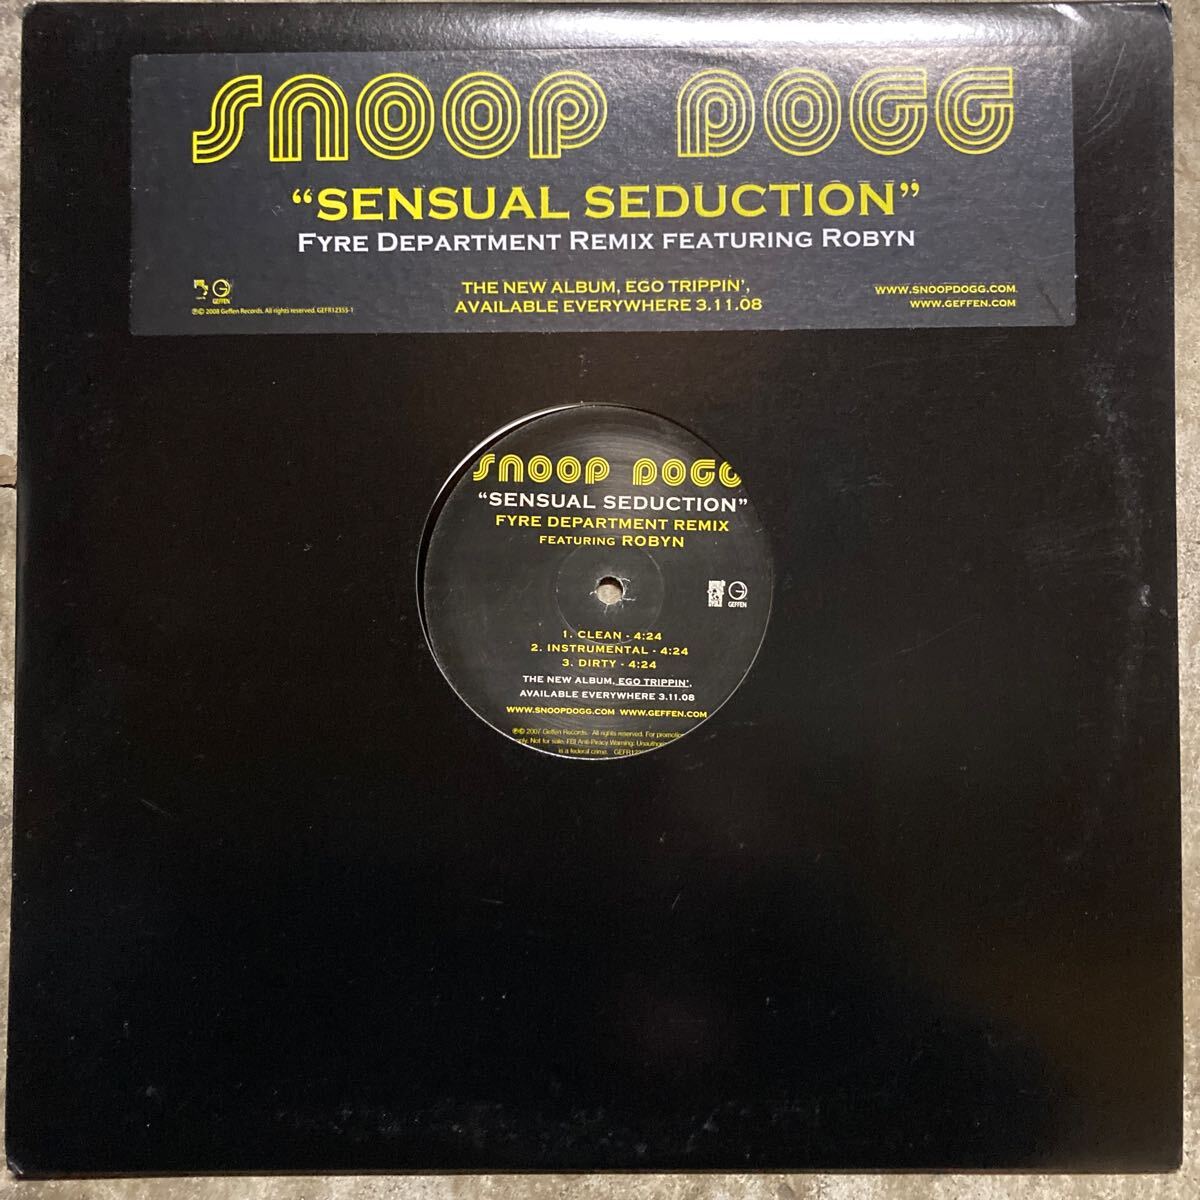 SNOOP DOGG
“SENSUAL SEDUCTION”
FYRE DEPARTMENT REMIX FEATURING ROBYN
THE NEW ALBUM, EGO TRIPPIN’,
AVAILABLE EVERYWHERE 3.11.08
WWW.SNOOPDOGG.COM
WWW.GEFFEN.COM
GEFFEN
℗© 2008 Geffen Records. All rights reserved. GEFR12355-1
SNOOP DOGG
“SENSUAL SEDUCTION”
FYRE DEPARTMENT REMIX
FEATURING ROBYN
GEFFEN
1. CLEAN - 4:24
2. INSTRUMENTAL - 4:24
3. DIRTY - 4:24
THE NEW ALBUM, EGO TRIPPIN’,
AVAILABLE EVERYWHERE 3.11.08
WWW.SNOOPDOGG.COM WWW.GEFFEN.COM
℗© 2007 Geffen Records. All rights reserved. For
Not for sale. FBI Anti-Piracy Warning:
is a federal crime.